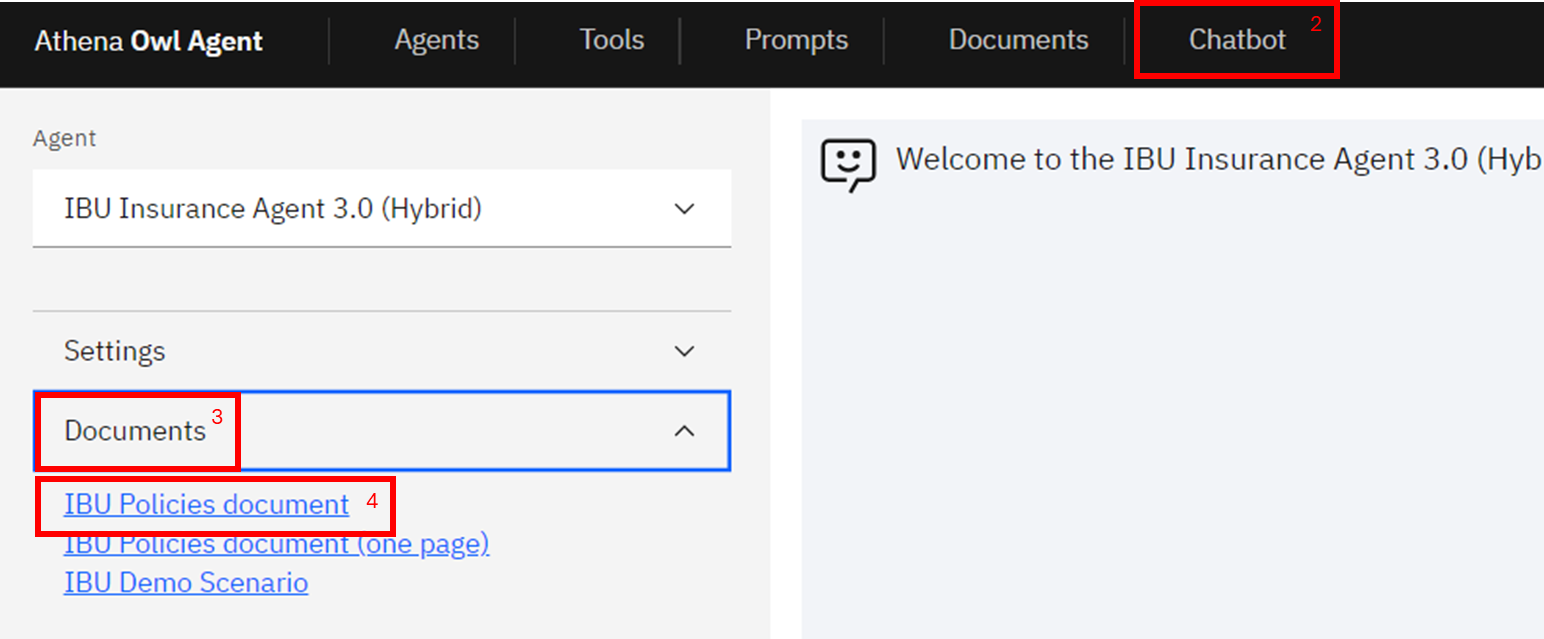 Athena Owl Agent Agents Tools Prompts Documents Chatbot 2
Agent
IBU Insurance Agent 3.0 (Hybrid)
Settings
Documents 3
IBU Policies document 4
IBU Policies document (one page)
IBU Demo Scenario
Welcome to the IBU Insurance Agent 3.0 (Hyb